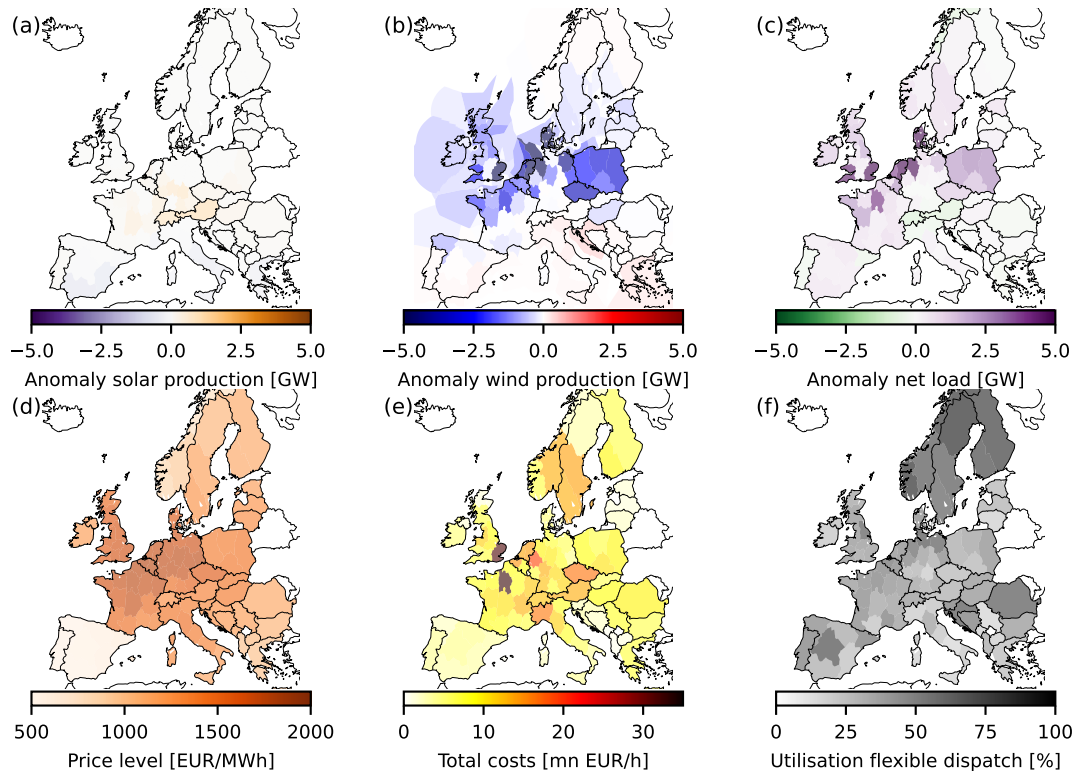 (a) (b) (c)
−5.0 −2.5 0.0 2.5 5.0 −5.0 −2.5 0.0 2.5 5.0 −5.0 −2.5 0.0 2.5 5.0
Anomaly solar production [GW] Anomaly wind production [GW] Anomaly net load [GW]
(d) (e) (f)
500 1000 1500 2000 0 10 20 30 0 25 50 75 100
Price level [EUR/MWh] Total costs [mn EUR/h] Utilisation flexible dispatch [%]